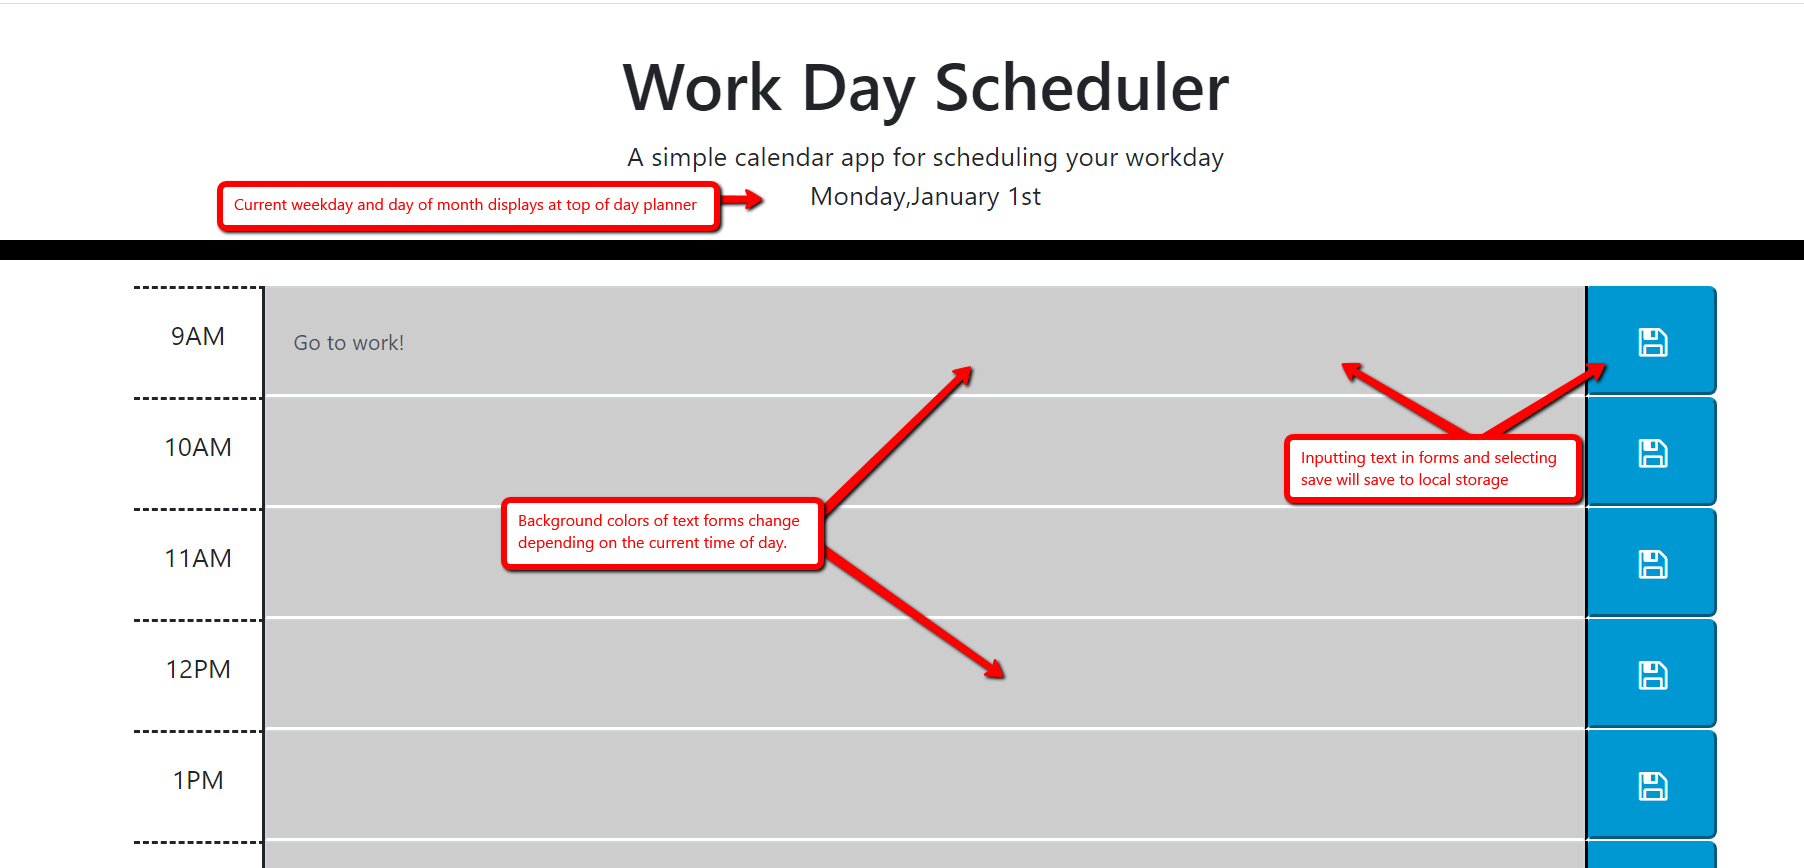 Work Day Scheduler
A simple calendar app for scheduling your workday
Monday,January 1st
Current weekday and day of month displays at top of day planner
9AM
Go to work!
10AM
Inputting text in forms and selecting
save will save to local storage
Background colors of text forms change
depending on the current time of day.
11AM
12PM
1PM